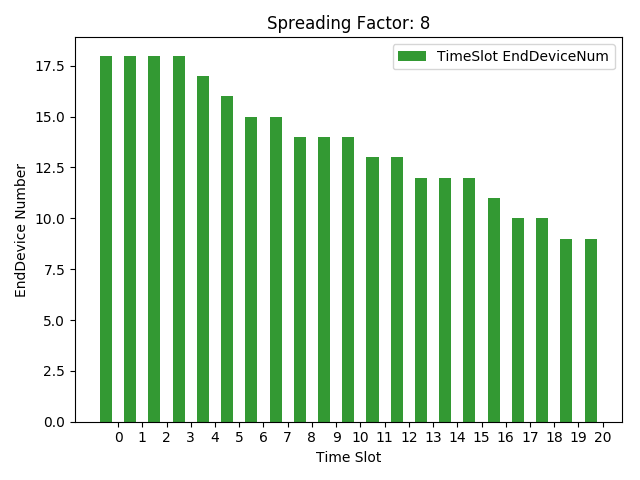 Spreading Factor: 8
TimeSlot EndDeviceNum
EndDevice Number
17.5
15.0
12.5
10.0
7.5
5.0
2.5
0.0
0 1 2 3 4 5 6 7 8 9 10 11 12 13 14 15 16 17 18 19 20
Time Slot